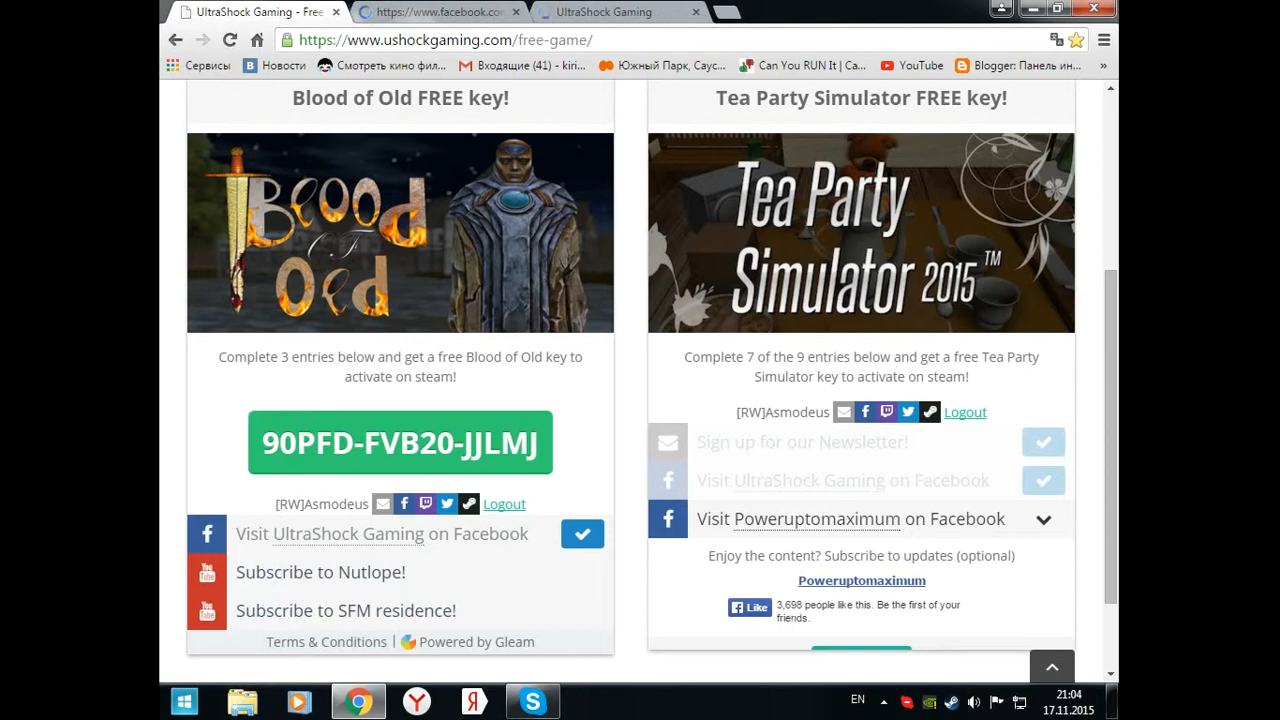 UltraShock Gaming - Free
https://www.facebook.co
UltraShock Gaming
https://www.ushockgaming.com/free-game/
Сервисы
Новости
Смотреть кино фил...
Входящие (41) - kiri...
Южный Парк, Саус...
Can You RUN It | Ca...
YouTube
Blogger: Панель ин...
»
Blood of Old FREE key!
Blood
OF
Old
Complete 3 entries below and get a free Blood of Old key to
activate on steam!
90PFD-FVB20-JJLMJ
[RW]Asmodeus
Logout
Visit UltraShock Gaming on Facebook
Subscribe to Nutlope!
Subscribe to SFM residence!
Terms & Conditions | Powered by Gleam
Tea Party Simulator FREE key!
Tea Party
Simulator 2015™
Complete 7 of the 9 entries below and get a free Tea Party
Simulator key to activate on steam!
[RW]Asmodeus
Logout
Sign up for our Newsletter!
Visit UltraShock Gaming on Facebook
Visit Poweruptomaximum on Facebook
Enjoy the content? Subscribe to updates (optional)
Poweruptomaximum
Like
3,698 people like this. Be the first of your
friends.
EN
21:04
17.11.2015